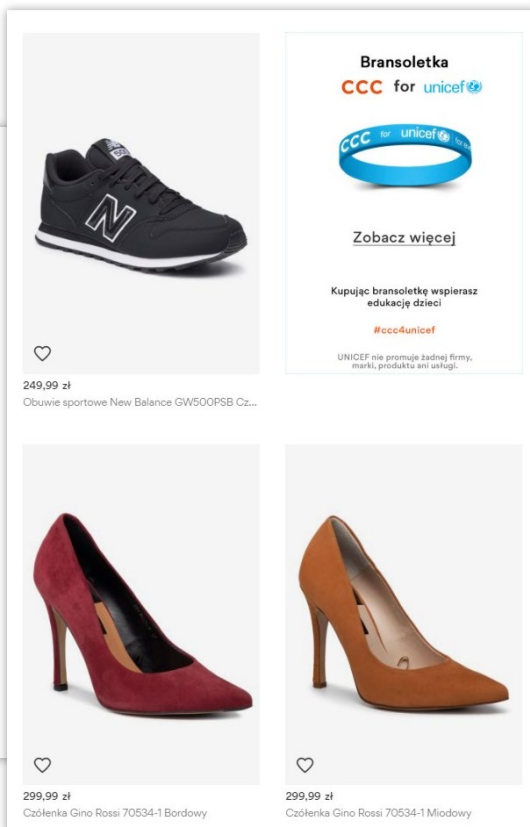 Bransoletka
CCC for unicef
CCC for unicef for eve
Zobacz więcej
Kupując bransoletkę wspierasz
edukację dzieci
#ccc4unicef
UNICEF nie promuje żadnej firmy,
marki, produktu ani usługi.
N
249,99 zł
Obuwie sportowe New Balance GW500PSB Cz...
299,99 zł
Czółenka Gino Rossi 70534-1 Bordowy
299,99 zł
Czółenka Gino Rossi 70534-1 Miodowy